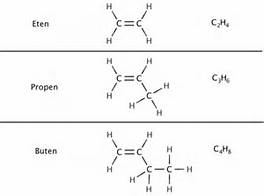 H H
Eten C=C C₂H₄
H H
H H
C=C C₃H₆
Propen H H
C H
H H
H H
Buten C=C H C₄H₈
H C–C–H
H H H